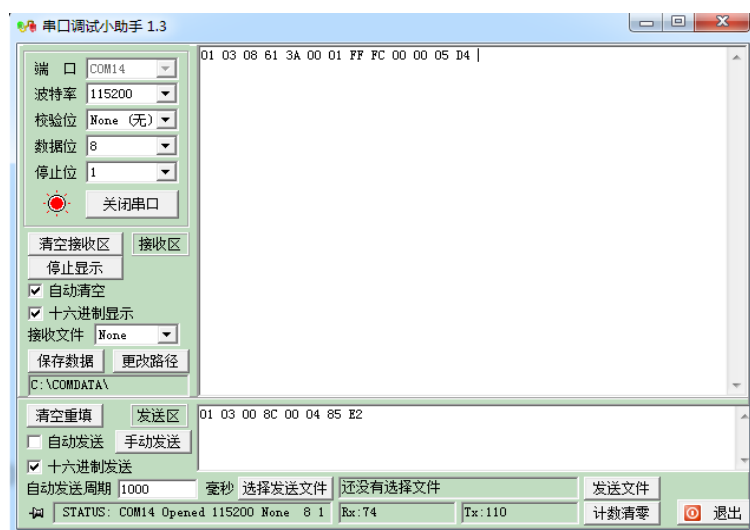 串口调试小助手 1.3
01 03 08 61 3A 00 01 FF FC 00 00 05 D4
端 口 COM14
波特率 115200
校验位 None (无)
数据位 8
停止位 1
关闭串口
清空接收区 接收区
停止显示
自动清空
十六进制显示
接收文件 None
保存数据 更改路径
C:\COMDATA\
清空重填 发送区 01 03 00 8C 00 04 85 E2
自动发送 手动发送
十六进制发送
自动发送周期 1000 毫秒 选择发送文件 还没有选择文件 发送文件
STATUS: COM14 Opened 115200 None 8 1 Rx:74 Tx:110 计数清零 退出